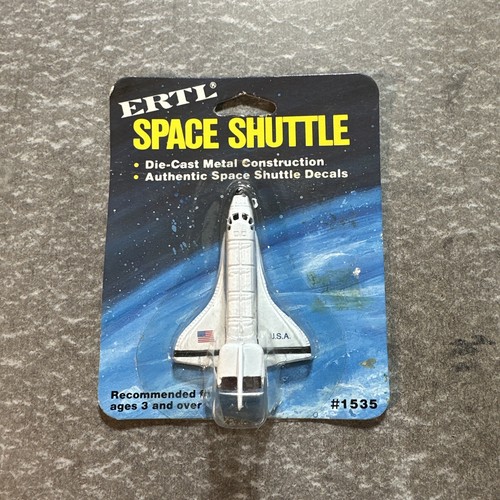 ERTL®
SPACE SHUTTLE
• Die-Cast Metal Construction
• Authentic Space Shuttle Decals
U.S.A.
Recommended
ages 3 and over
#1535